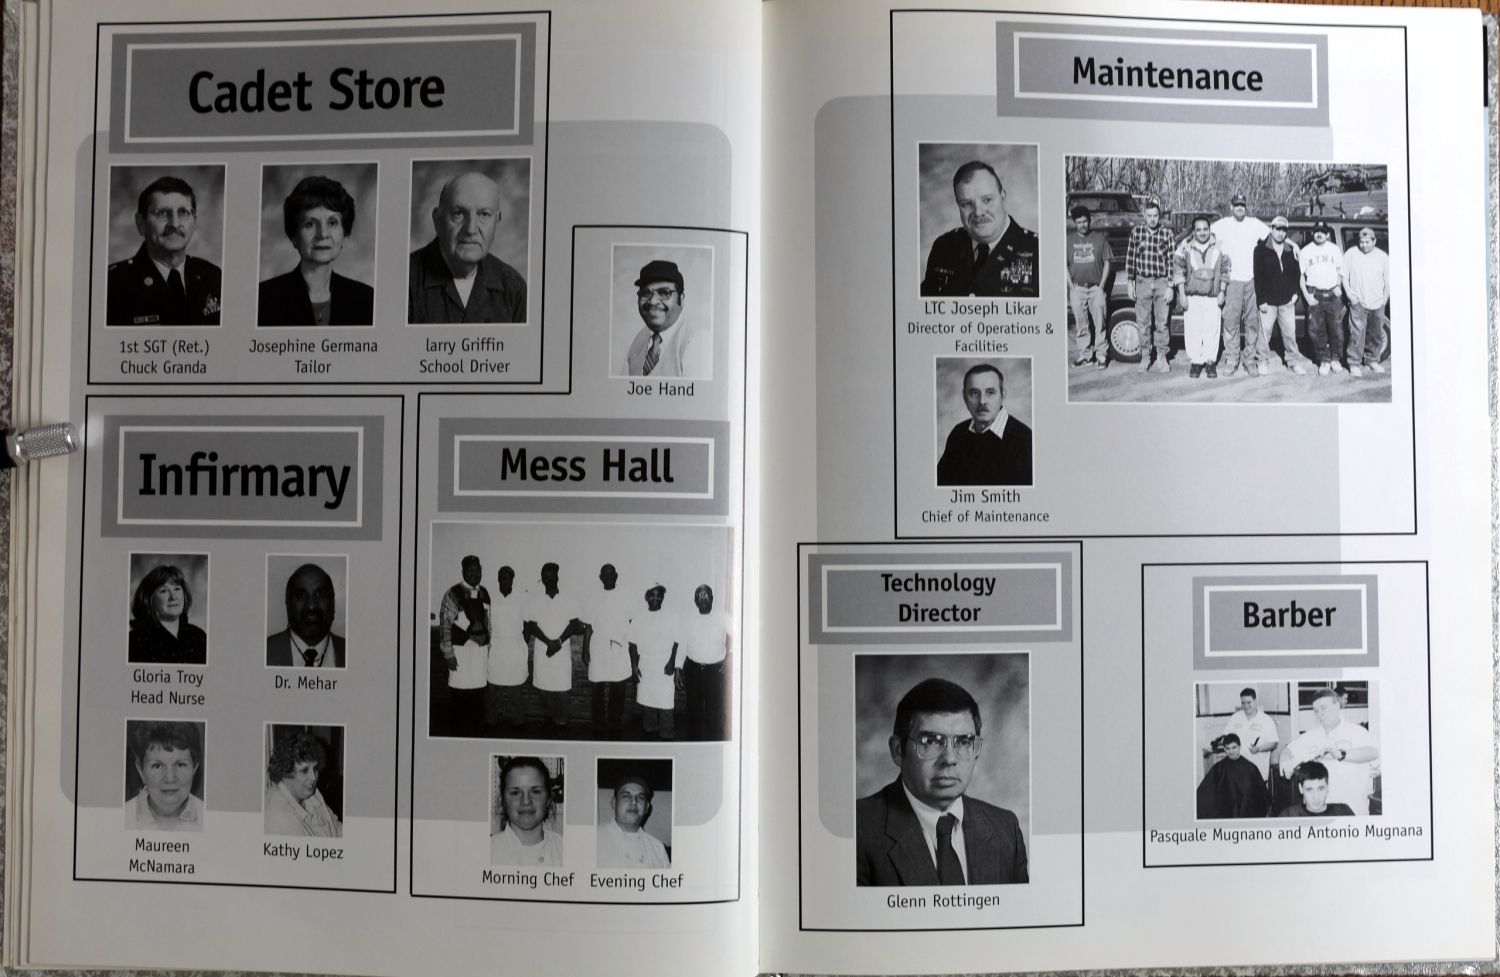 Cadet Store
1st SGT (Ret.)
Chuck Granda
Josephine Germana
Tailor
larry Griffin
School Driver
Joe Hand
Infirmary
Gloria Troy
Head Nurse
Dr. Mehar
Maureen
McNamara
Kathy Lopez
Mess Hall
Morning Chef
Evening Chef
Maintenance
LTC Joseph Likar
Director of Operations &
Facilities
Jim Smith
Chief of Maintenance
Technology
Director
Glenn Rottingen
Barber
Pasquale Mugnano and Antonio Mugnana